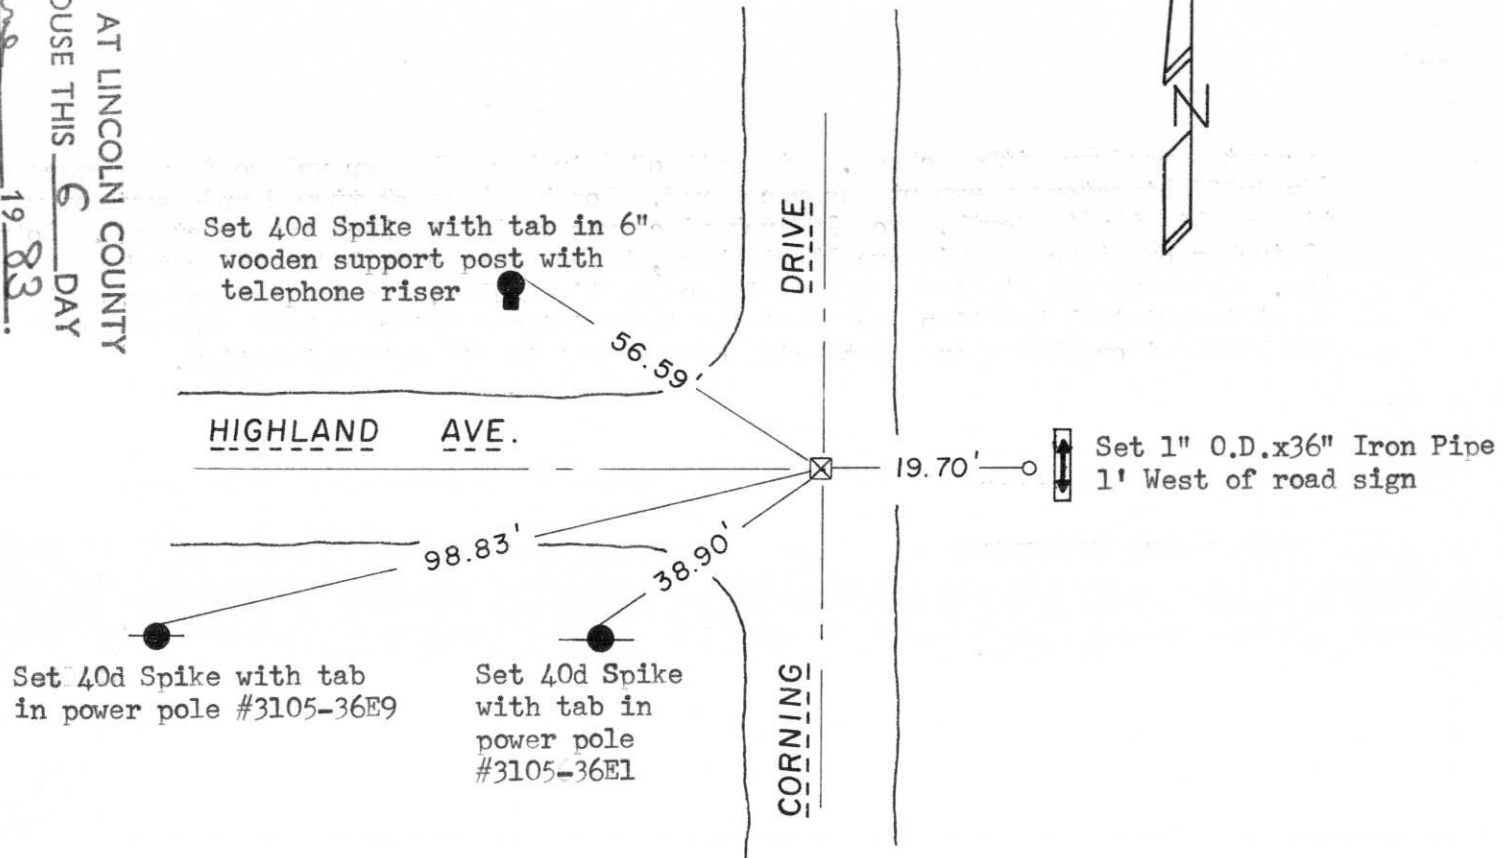 AT LINCOLN COUNTY
OUSE THIS 6 DAY
19 83.
N
Set 40d Spike with tab in 6"
wooden support post with
telephone riser
DRIVE
56.59'
HIGHLAND AVE.
19.70'
Set 1" O.D.x36" Iron Pipe
1' West of road sign
98.83'
38.90'
Set 40d Spike with tab
in power pole #3105-36E9
Set 40d Spike
with tab in
power pole
#3105-36E1
CORNING